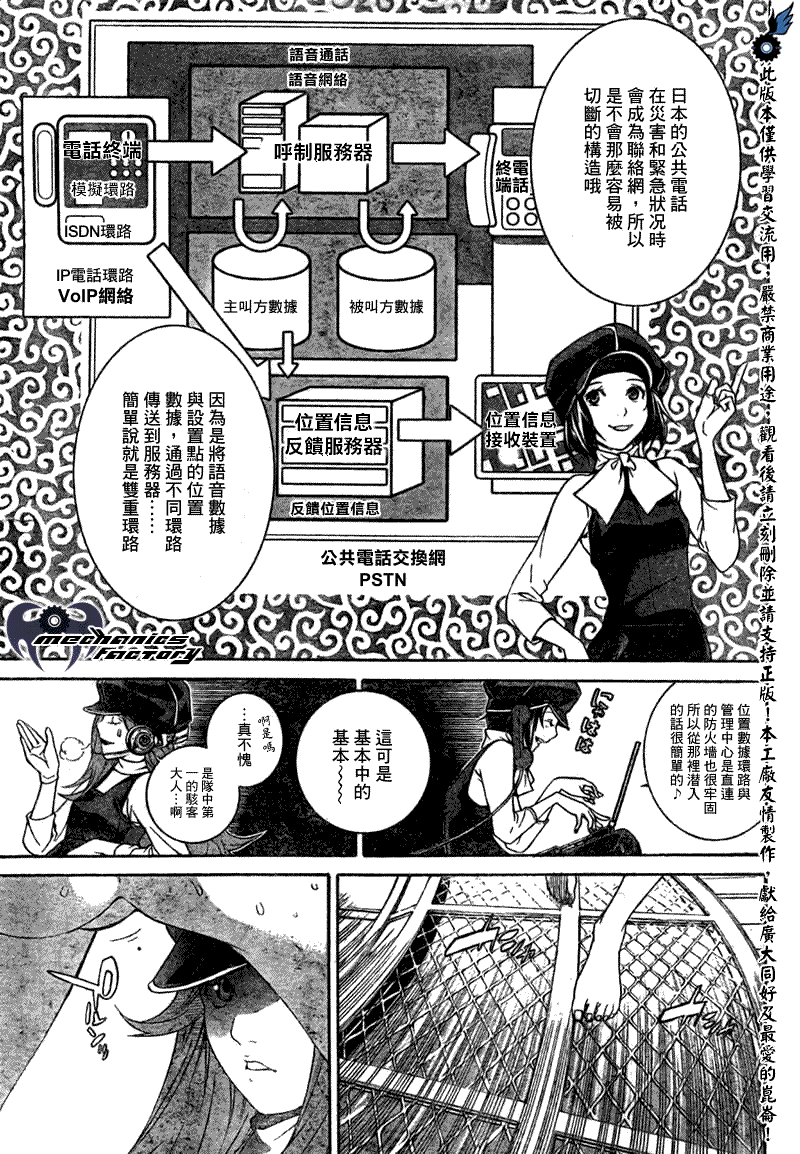 日本的公共電話
在災害和緊急狀況時
會成為聯絡網，所以
是不會那麼容易被
切斷的構造哦
語音通話
語音網絡
電話終端
模擬環路
ISDN環路
IP電話環路
VoIP網絡
呼制服務器
電話
終端
主叫方數據
被叫方數據
位置信息
反饋服務器
反饋位置信息
位置信息
接收裝置
公共電話交換網
PSTN
因為是將語音數據
與設置點的位置
數據，通過不同環路
傳送到服務器……
簡單說就是雙重環路
mechanics
factory
位置數據環路與
管理中心是直連
的防火墻也很牢固
所以從那裡潜入
的話很簡單的♪
にゃははは
這可是
基本中的
基本～～
啊是嗎
…真不愧
是隊中第
一的駭客
大人…啊
此版本僅供學習交流用；嚴禁商業用途；觀看後請立刻刪除並請支持正版！本工廠友情製作，獻給廣大同好及最愛的崑崙！